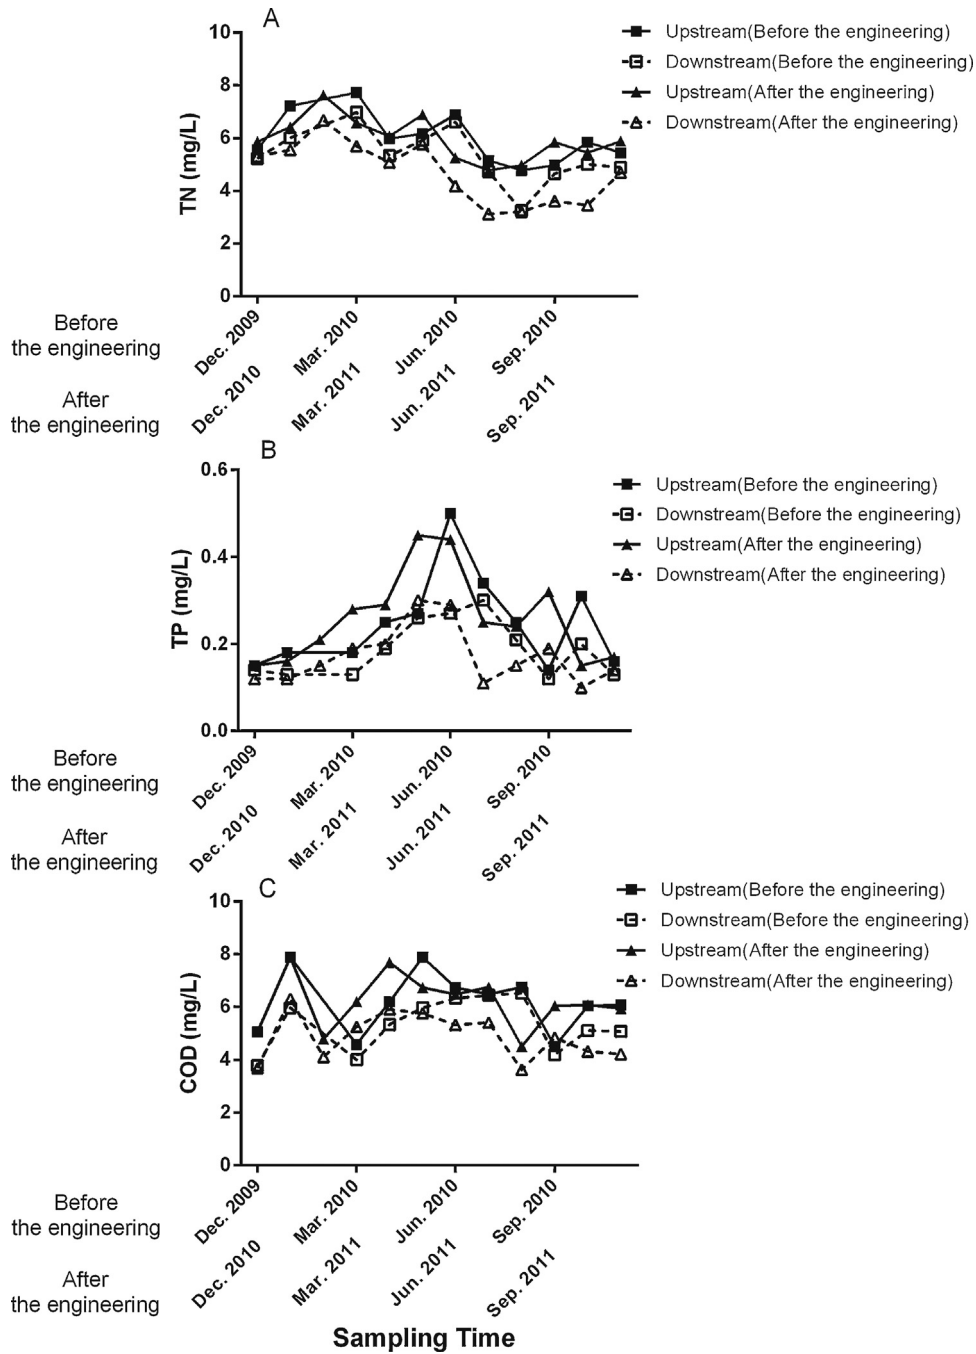 A
Upstream(Before the engineering)
Downstream(Before the engineering)
Upstream(After the engineering)
Downstream(After the engineering)
TN (mg/L)
10
8
6
4
2
0
Before
the engineering
Dec. 2009
Mar. 2010
Jun. 2010
Sep. 2010
After
the engineering
Dec. 2010
Mar. 2011
Jun. 2011
Sep. 2011
B
Upstream(Before the engineering)
Downstream(Before the engineering)
Upstream(After the engineering)
Downstream(After the engineering)
TP (mg/L)
0.6
0.4
0.2
0.0
Before
the engineering
Dec. 2009
Mar. 2010
Jun. 2010
Sep. 2010
After
the engineering
Dec. 2010
Mar. 2011
Jun. 2011
Sep. 2011
C
Upstream(Before the engineering)
Downstream(Before the engineering)
Upstream(After the engineering)
Downstream(After the engineering)
COD (mg/L)
10
8
6
4
2
0
Before
the engineering
Dec. 2009
Mar. 2010
Jun. 2010
Sep. 2010
After
the engineering
Dec. 2010
Mar. 2011
Jun. 2011
Sep. 2011
Sampling Time